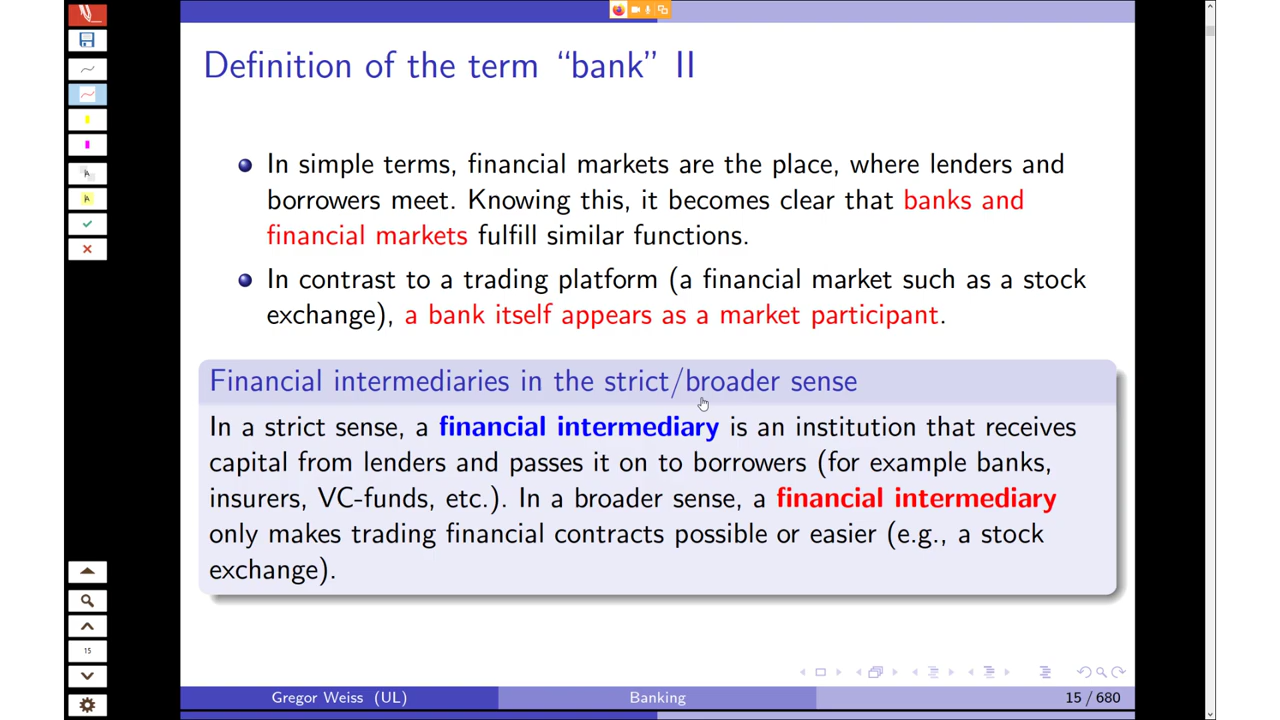 Definition of the term “bank” II
In simple terms, financial markets are the place, where lenders and
borrowers meet. Knowing this, it becomes clear that banks and
financial markets fulfill similar functions.
In contrast to a trading platform (a financial market such as a stock
exchange), a bank itself appears as a market participant.
Financial intermediaries in the strict/broader sense
In a strict sense, a financial intermediary is an institution that receives
capital from lenders and passes it on to borrowers (for example banks,
insurers, VC-funds, etc.). In a broader sense, a financial intermediary
only makes trading financial contracts possible or easier (e.g., a stock
exchange).
15
Gregor Weiss (UL) Banking 15 / 680